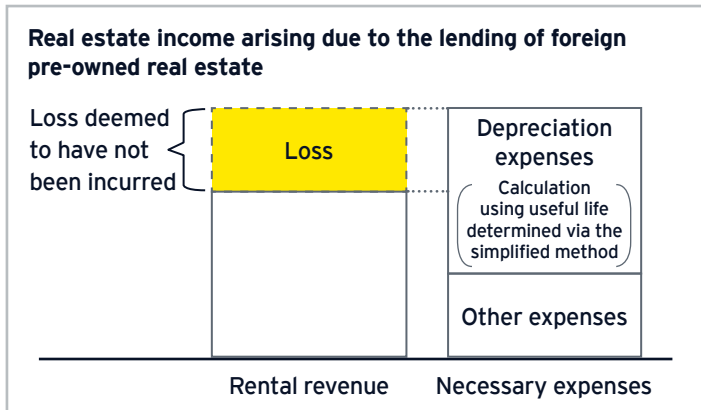 Real estate income arising due to the lending of foreign
pre-owned real estate
Loss deemed
to have not
been incurred
Loss
Depreciation
expenses
Calculation
using useful life
determined via the
simplified method
Other expenses
Rental revenue
Necessary expenses